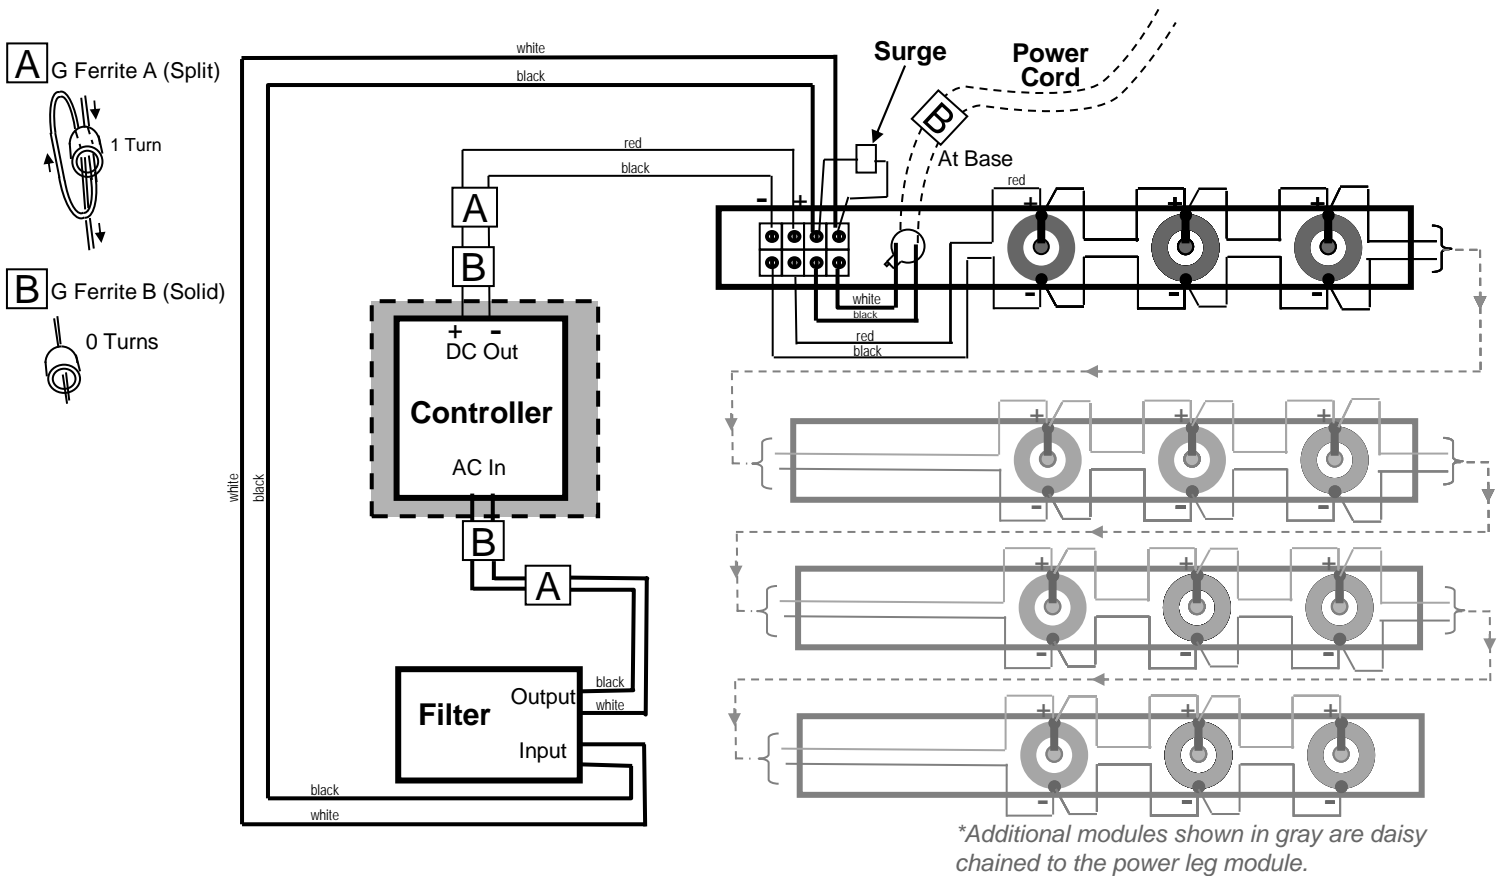 A
G Ferrite A (Split)
1 Turn
B
G Ferrite B (Solid)
0 Turns
white
black
red
black
A
B
+ -
DC Out
Controller
AC In
B
A
white
black
Filter
Output
Input
black
white
black
white
Surge
Power
Cord
B
At Base
- +
red
+ + +
- - -
white
black
red
black
+ + +
- - -
+ + +
- - -
+ + +
- - -
*Additional modules shown in gray are daisy
chained to the power leg module.